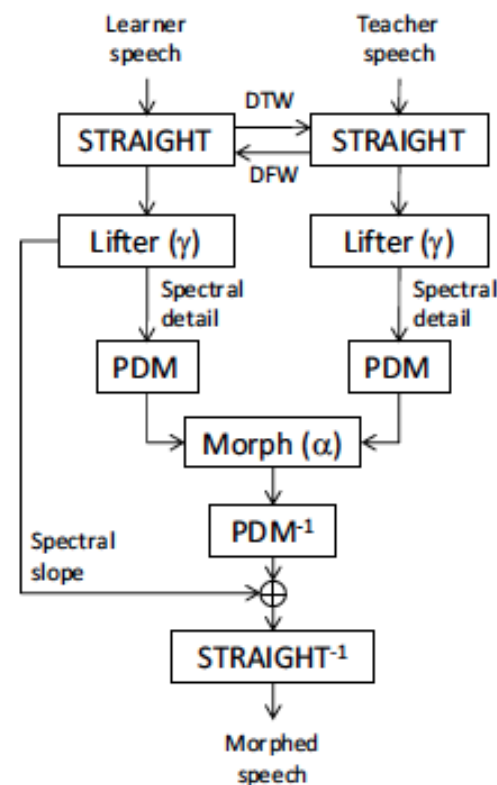 Learner
speech
Teacher
speech
DTW
STRAIGHT
STRAIGHT
DFW
Lifter (γ)
Lifter (γ)
Spectral
detail
Spectral
detail
PDM
PDM
Morph (α)
PDM⁻¹
Spectral
slope
STRAIGHT⁻¹
Morphed
speech